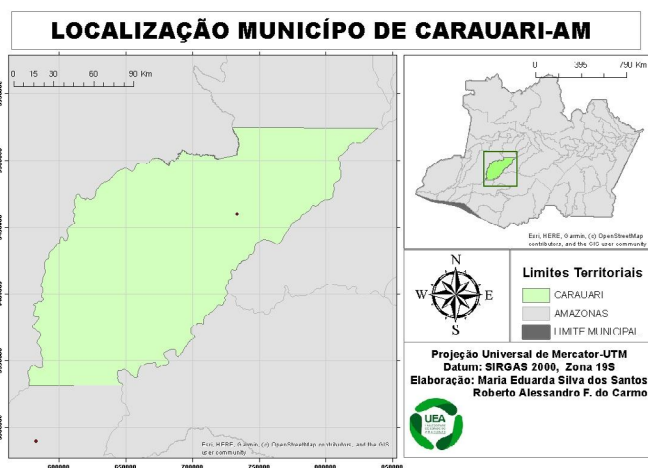 LOCALIZAÇÃO MUNICÍPO DE CARAUARI-AM
0 15 30 60 90 Km
0 395 790 Km
Esri, HERE, Garmin, (c) OpenStreetMap
contributors, and the GIS user community
N
W E
S
Limites Territoriais
CARAUARI
AMAZONAS
LIMITE MUNICIPAL
Projeção Universal de Mercator-UTM
Datum: SIRGAS 2000, Zona 19S
Elaboração: Maria Eduarda Silva dos Santos
Roberto Alessandro F. do Carmo
UEA
Esri, HERE, Garmin, (c) OpenStreetMap contributors, and the GIS
user community
600000 650000 700000 750000 800000 850000